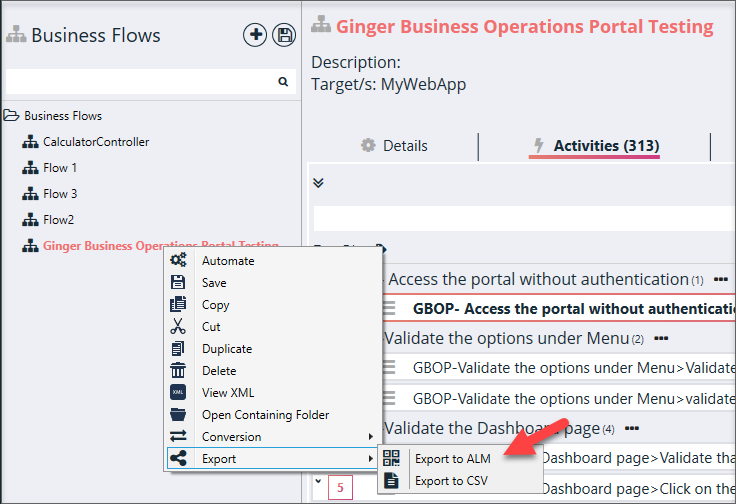 Business Flows
Business Flows
CalculatorController
Flow 1
Flow 3
Flow2
Ginger Business Operations Portal Testing
Automate
Save
Copy
Cut
Duplicate
Delete
XML View XML
Open Containing Folder
Conversion
Export
Export to ALM
Export to CSV
Ginger Business Operations Portal Testing
Description:
Target/s: MyWebApp
Details
Activities (313)
Access the portal without authentication (1)
GBOP- Access the portal without authenticati
Validate the options under Menu (2)
GBOP-Validate the options under Menu>Validate
GBOP-Validate the options under Menu>validate
Validate the Dashboard page (4)
Dashboard page>Validate tha
5
Dashboard page>Click on the